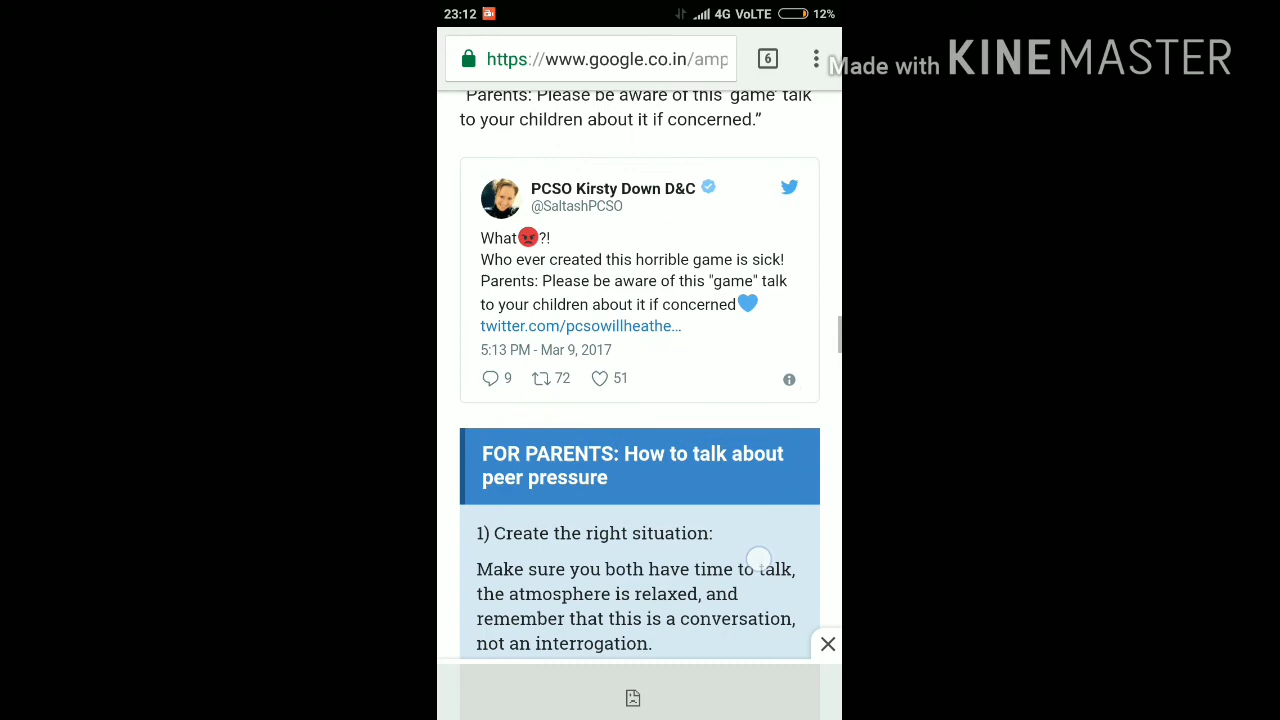 23:12
4G VoLTE
12%
https://www.google.co.in/amp
6
Made with KINEMASTER
"Parents: Please be aware of this 'game' talk
to your children about it if concerned.”
PCSO Kirsty Down D&C
@SaltashPCSO
What😡?!
Who ever created this horrible game is sick!
Parents: Please be aware of this "game" talk
to your children about it if concerned💙
twitter.com/pcsowillheathe...
5:13 PM - Mar 9, 2017
9 72 51
FOR PARENTS: How to talk about
peer pressure
1) Create the right situation:
Make sure you both have time to talk,
the atmosphere is relaxed, and
remember that this is a conversation,
not an interrogation.